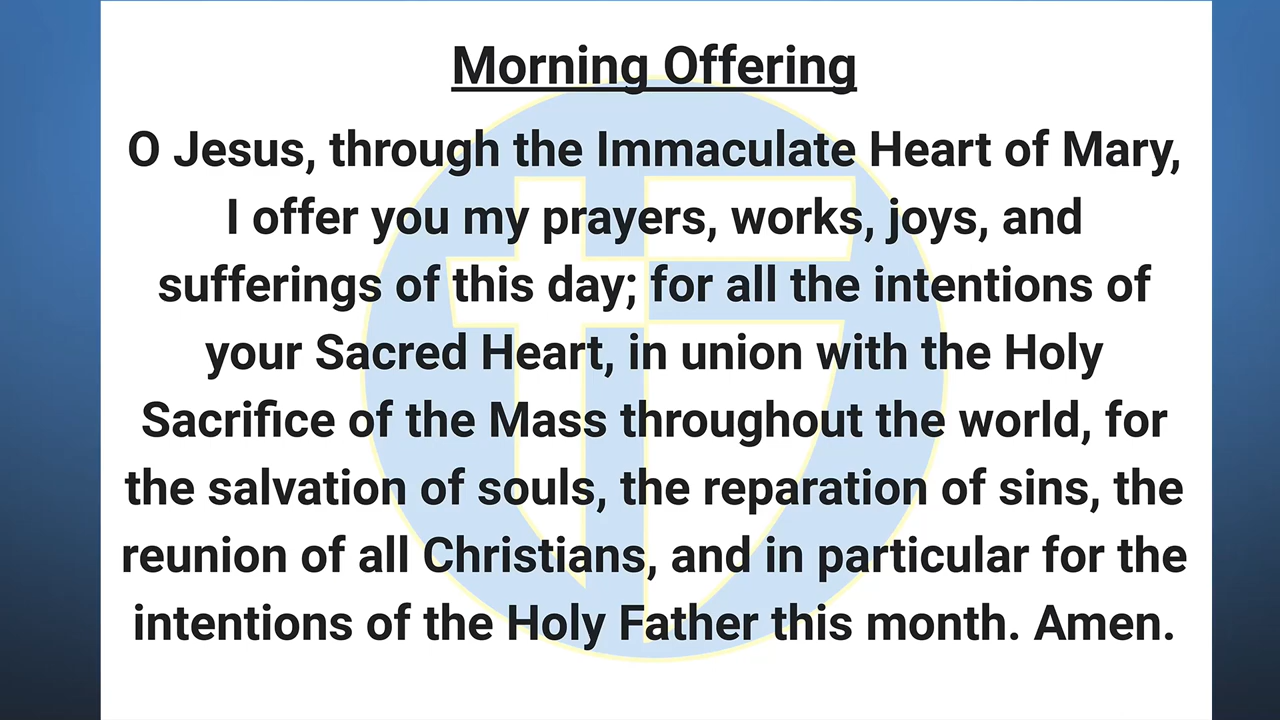 Morning Offering
O Jesus, through the Immaculate Heart of Mary,
I offer you my prayers, works, joys, and
sufferings of this day; for all the intentions of
your Sacred Heart, in union with the Holy
Sacrifice of the Mass throughout the world, for
the salvation of souls, the reparation of sins, the
reunion of all Christians, and in particular for the
intentions of the Holy Father this month. Amen.